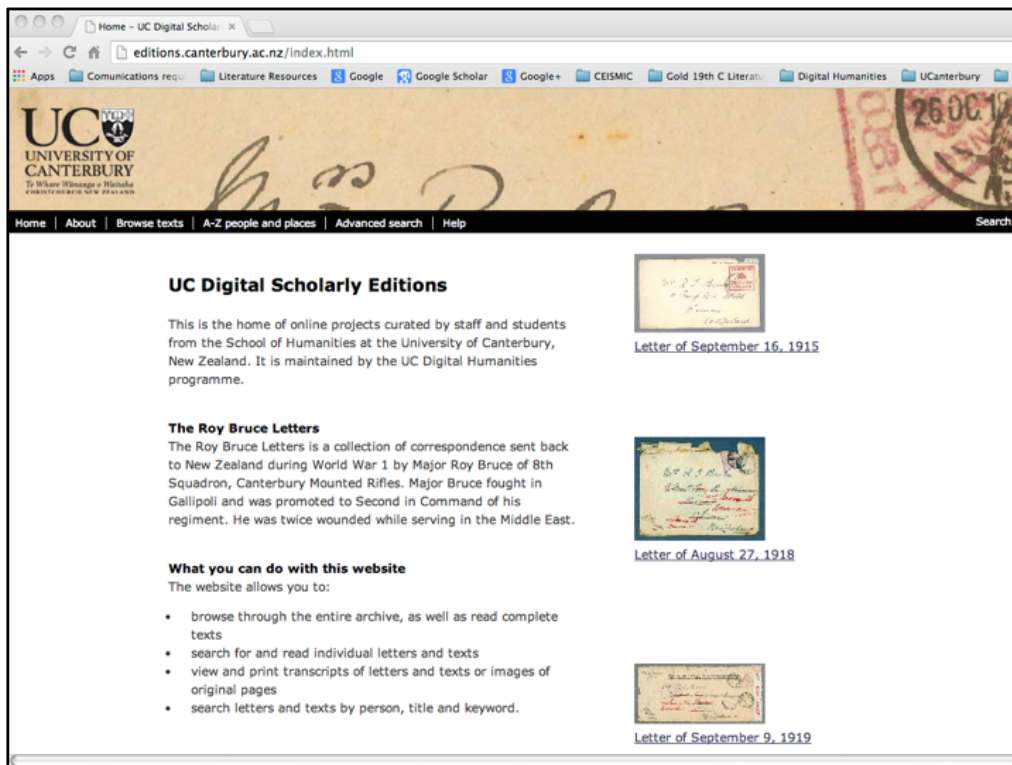 Home – UC Digital Scholar ×
editions.canterbury.ac.nz/index.html
Apps Comunications requi Literature Resources Google Google Scholar Google+ CEISMIC Gold 19th C Literatu Digital Humanities UCanterbury
UC
UNIVERSITY OF
CANTERBURY
Te Whare Wānanga o Waitaha
CHRISTCHURCH NEW ZEALAND
26.OC.1
Home | About | Browse texts | A-Z people and places | Advanced search | Help
Search
UC Digital Scholarly Editions
This is the home of online projects curated by staff and students
from the School of Humanities at the University of Canterbury,
New Zealand. It is maintained by the UC Digital Humanities
programme.
The Roy Bruce Letters
The Roy Bruce Letters is a collection of correspondence sent back
to New Zealand during World War 1 by Major Roy Bruce of 8th
Squadron, Canterbury Mounted Rifles. Major Bruce fought in
Gallipoli and was promoted to Second in Command of his
regiment. He was twice wounded while serving in the Middle East.
What you can do with this website
The website allows you to:
• browse through the entire archive, as well as read complete
texts
• search for and read individual letters and texts
• view and print transcripts of letters and texts or images of
original pages
• search letters and texts by person, title and keyword.
Letter of September 16, 1915
Letter of August 27, 1918
Letter of September 9, 1919